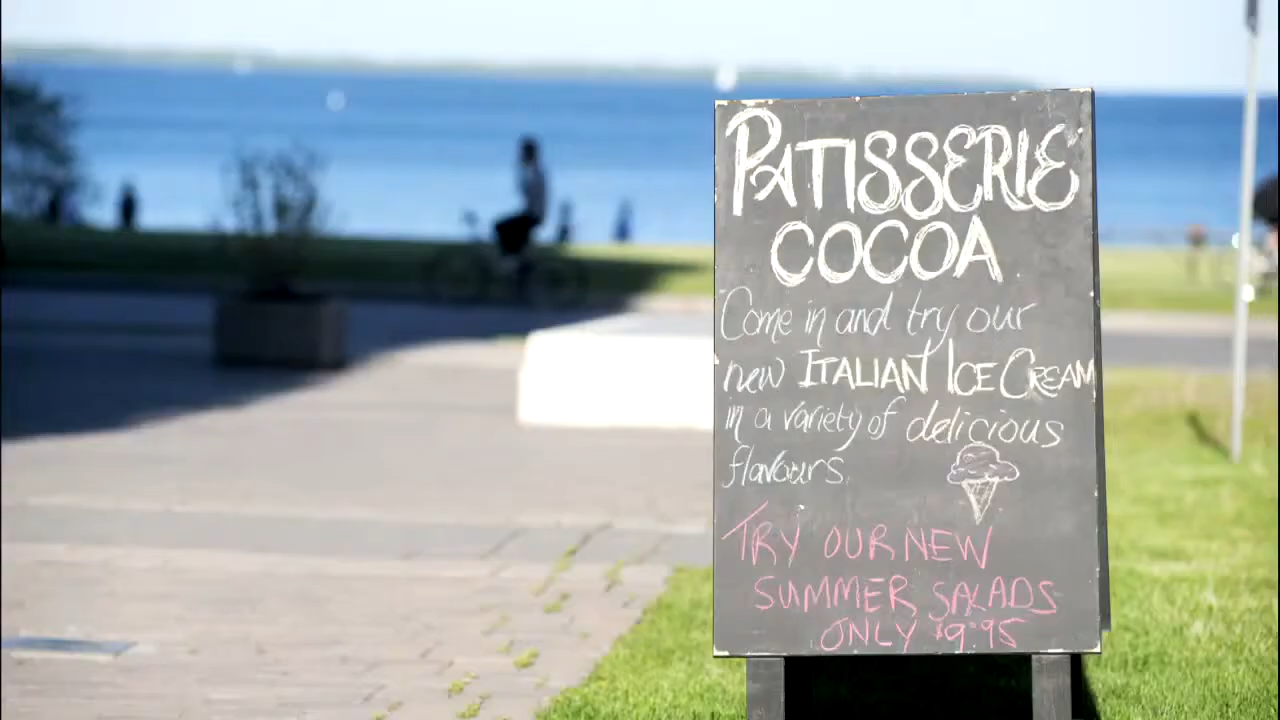 PATISSERIE
COCOA
Come in and try our
new ITALIAN ICE CREAM
in a variety of delicious
flavours.
TRY OUR NEW
SUMMER SALADS
ONLY $9.95